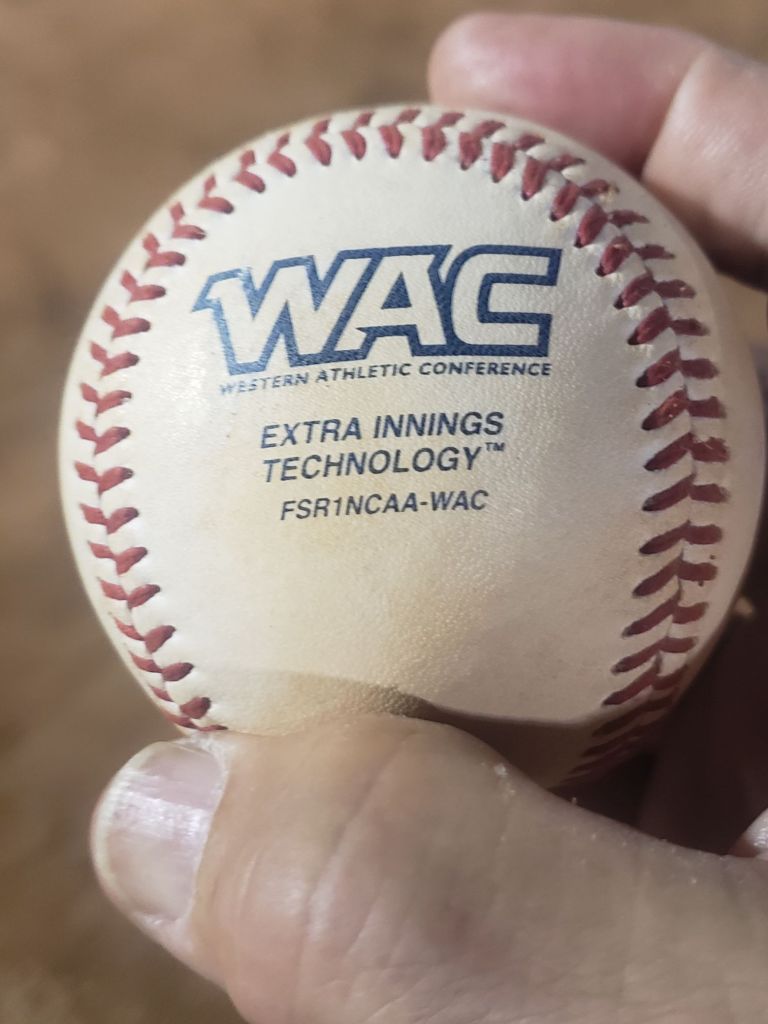 WAC
WESTERN ATHLETIC CONFERENCE
EXTRA INNINGS
TECHNOLOGY™
FSR1NCAA-WAC